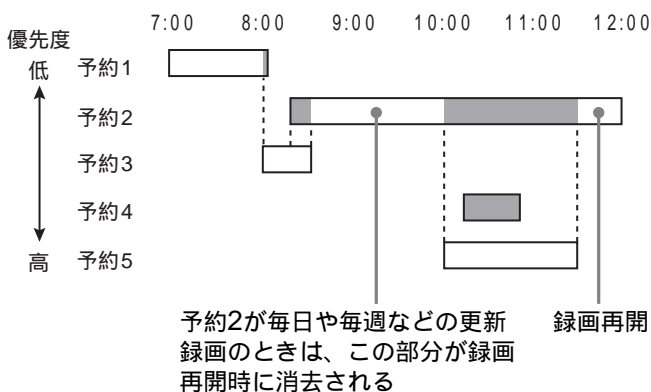 7:00 8:00 9:00 10:00 11:00 12:00
優先度
低 予約1
予約2
予約3
予約4
高 予約5
予約2が毎日や毎週などの更新
録画のときは、この部分が録画
再開時に消去される
録画再開